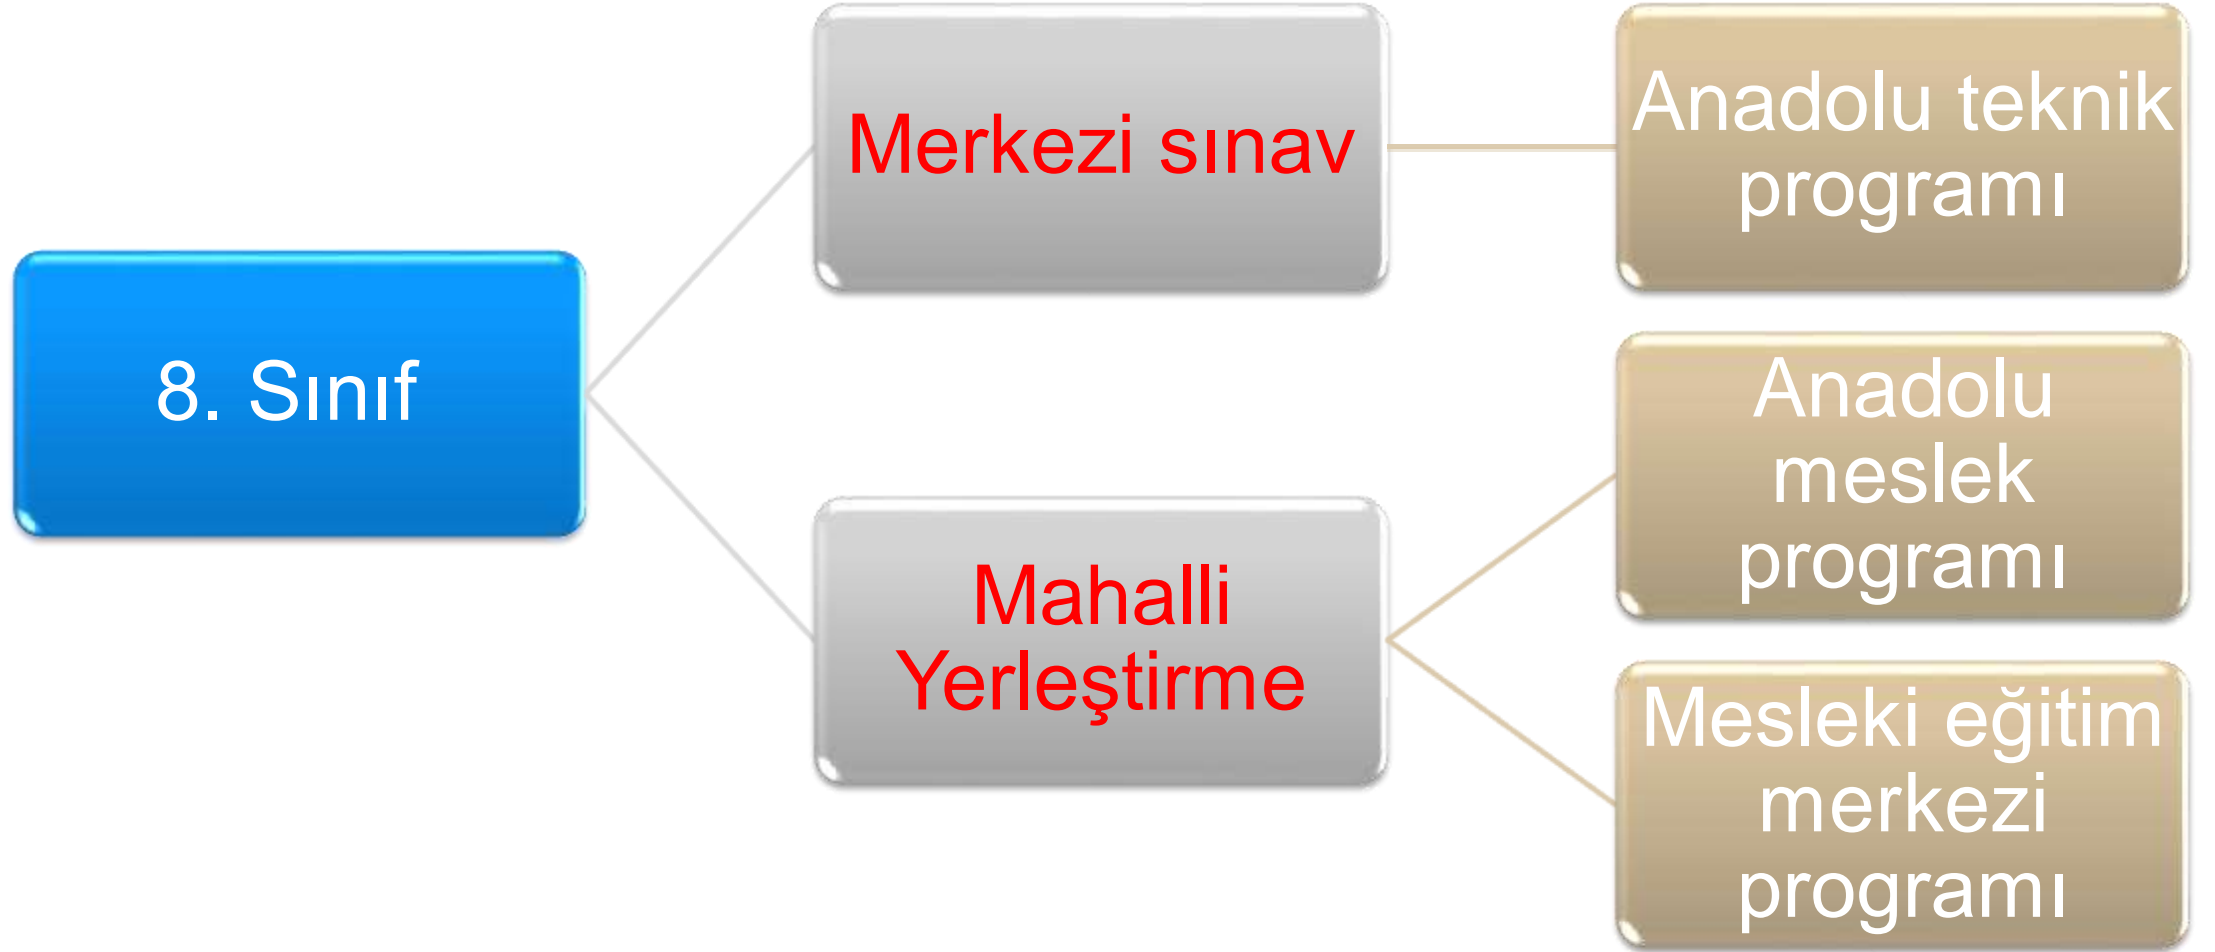 8. Sınıf
Merkezi sınav
Anadolu teknik
programı
Mahalli
Yerleştirme
Anadolu
meslek
programı
Mesleki eğitim
merkezi
programı